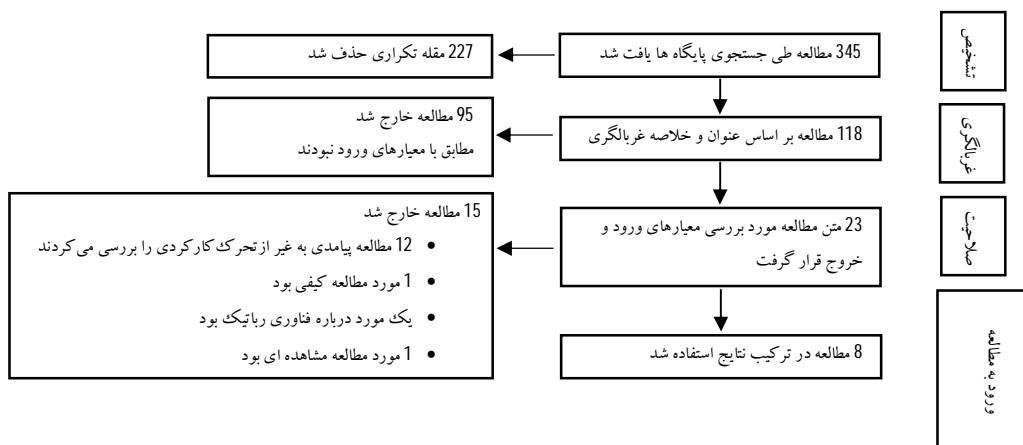 تشخیص
345 مطالعه طی جستجوی پایگاه ها یافت شد
227 مقله تکراری حذف شد
غربالگری
118 مطالعه بر اساس عنوان و خلاصه غربالگری
95 مطالعه خارج شد
مطابق با معیارهای ورود نبودند
صلاحیت
23 متن مطالعه مورد بررسی معیارهای ورود و
خروج قرار گرفت
15 مطالعه خارج شد
• 12 مطالعه پیامدی به غیر از تحرک کارکردی را بررسی می کردند
• 1 مورد مطالعه کیفی بود
• یک مورد درباره فناوری رباتیک بود
• 1 مورد مطالعه مشاهده ای بود
ورود به مطالعه
8 مطالعه در ترکیب نتایج استفاده شد